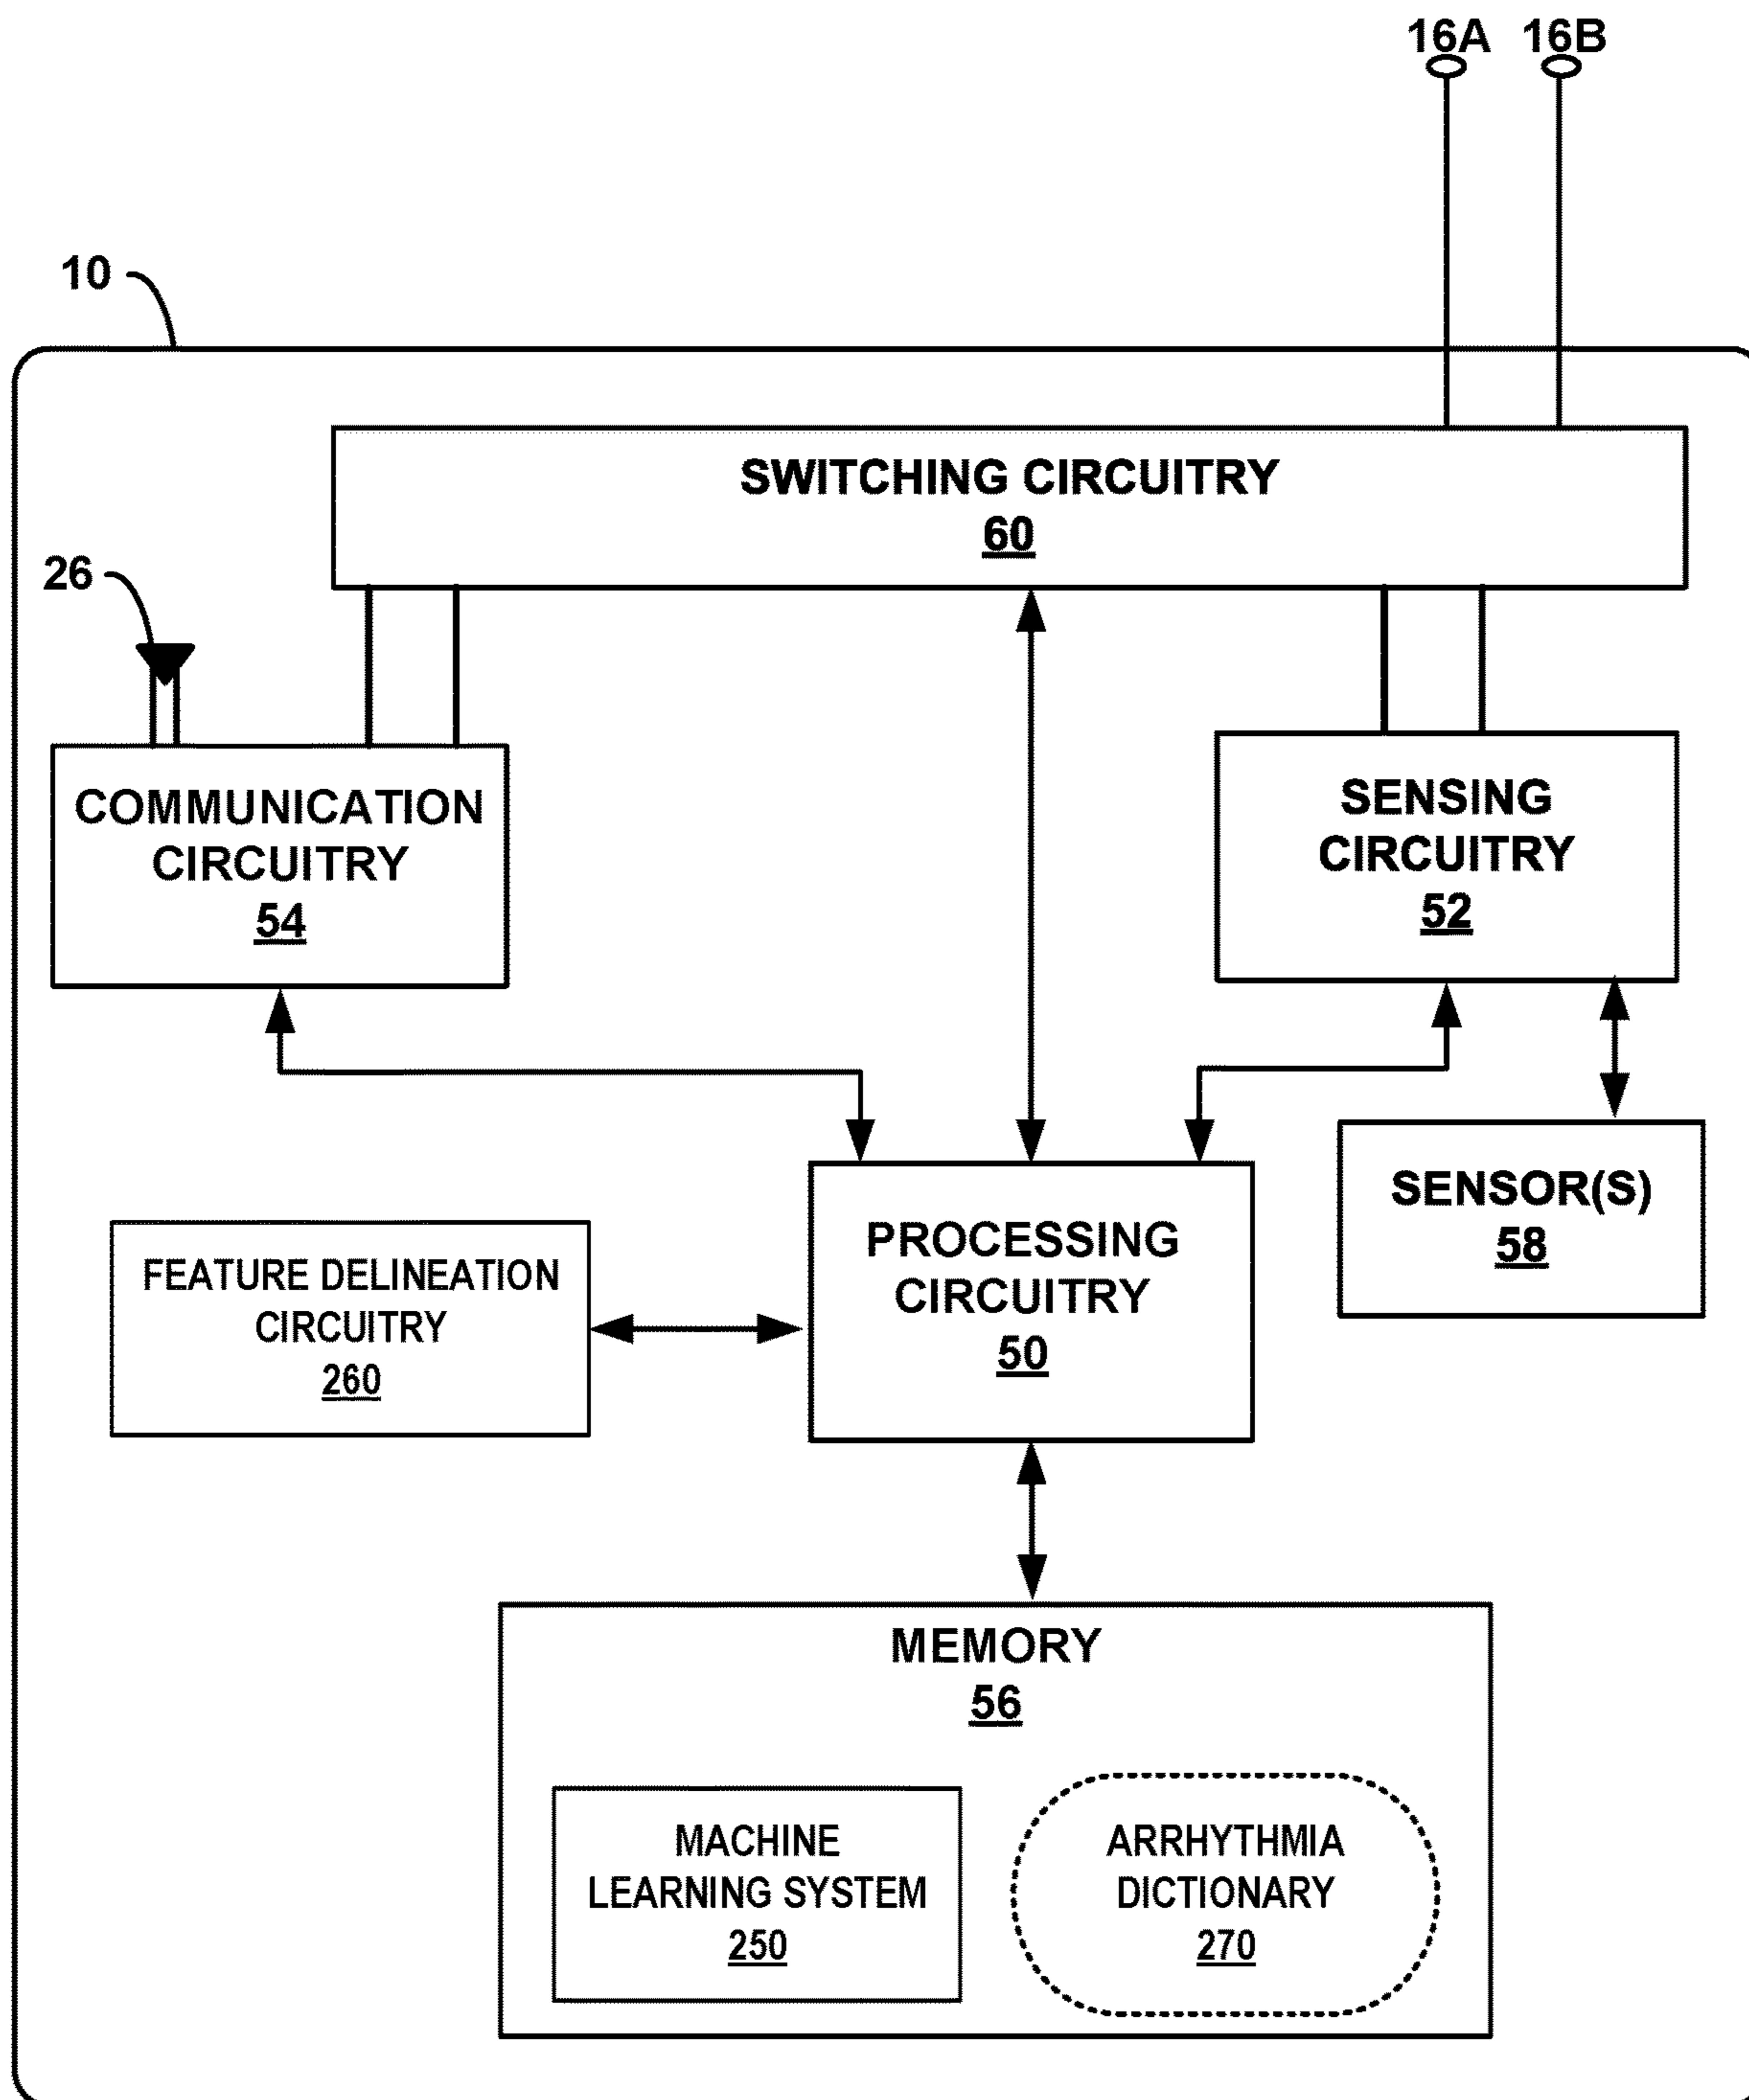 16A 16B
10
SWITCHING CIRCUITRY
60
26
COMMUNICATION
CIRCUITRY
54
SENSING
CIRCUITRY
52
SENSOR(S)
58
PROCESSING
CIRCUITRY
50
FEATURE DELINEATION
CIRCUITRY
260
MEMORY
56
MACHINE
LEARNING SYSTEM
250
ARRHYTHMIA
DICTIONARY
270